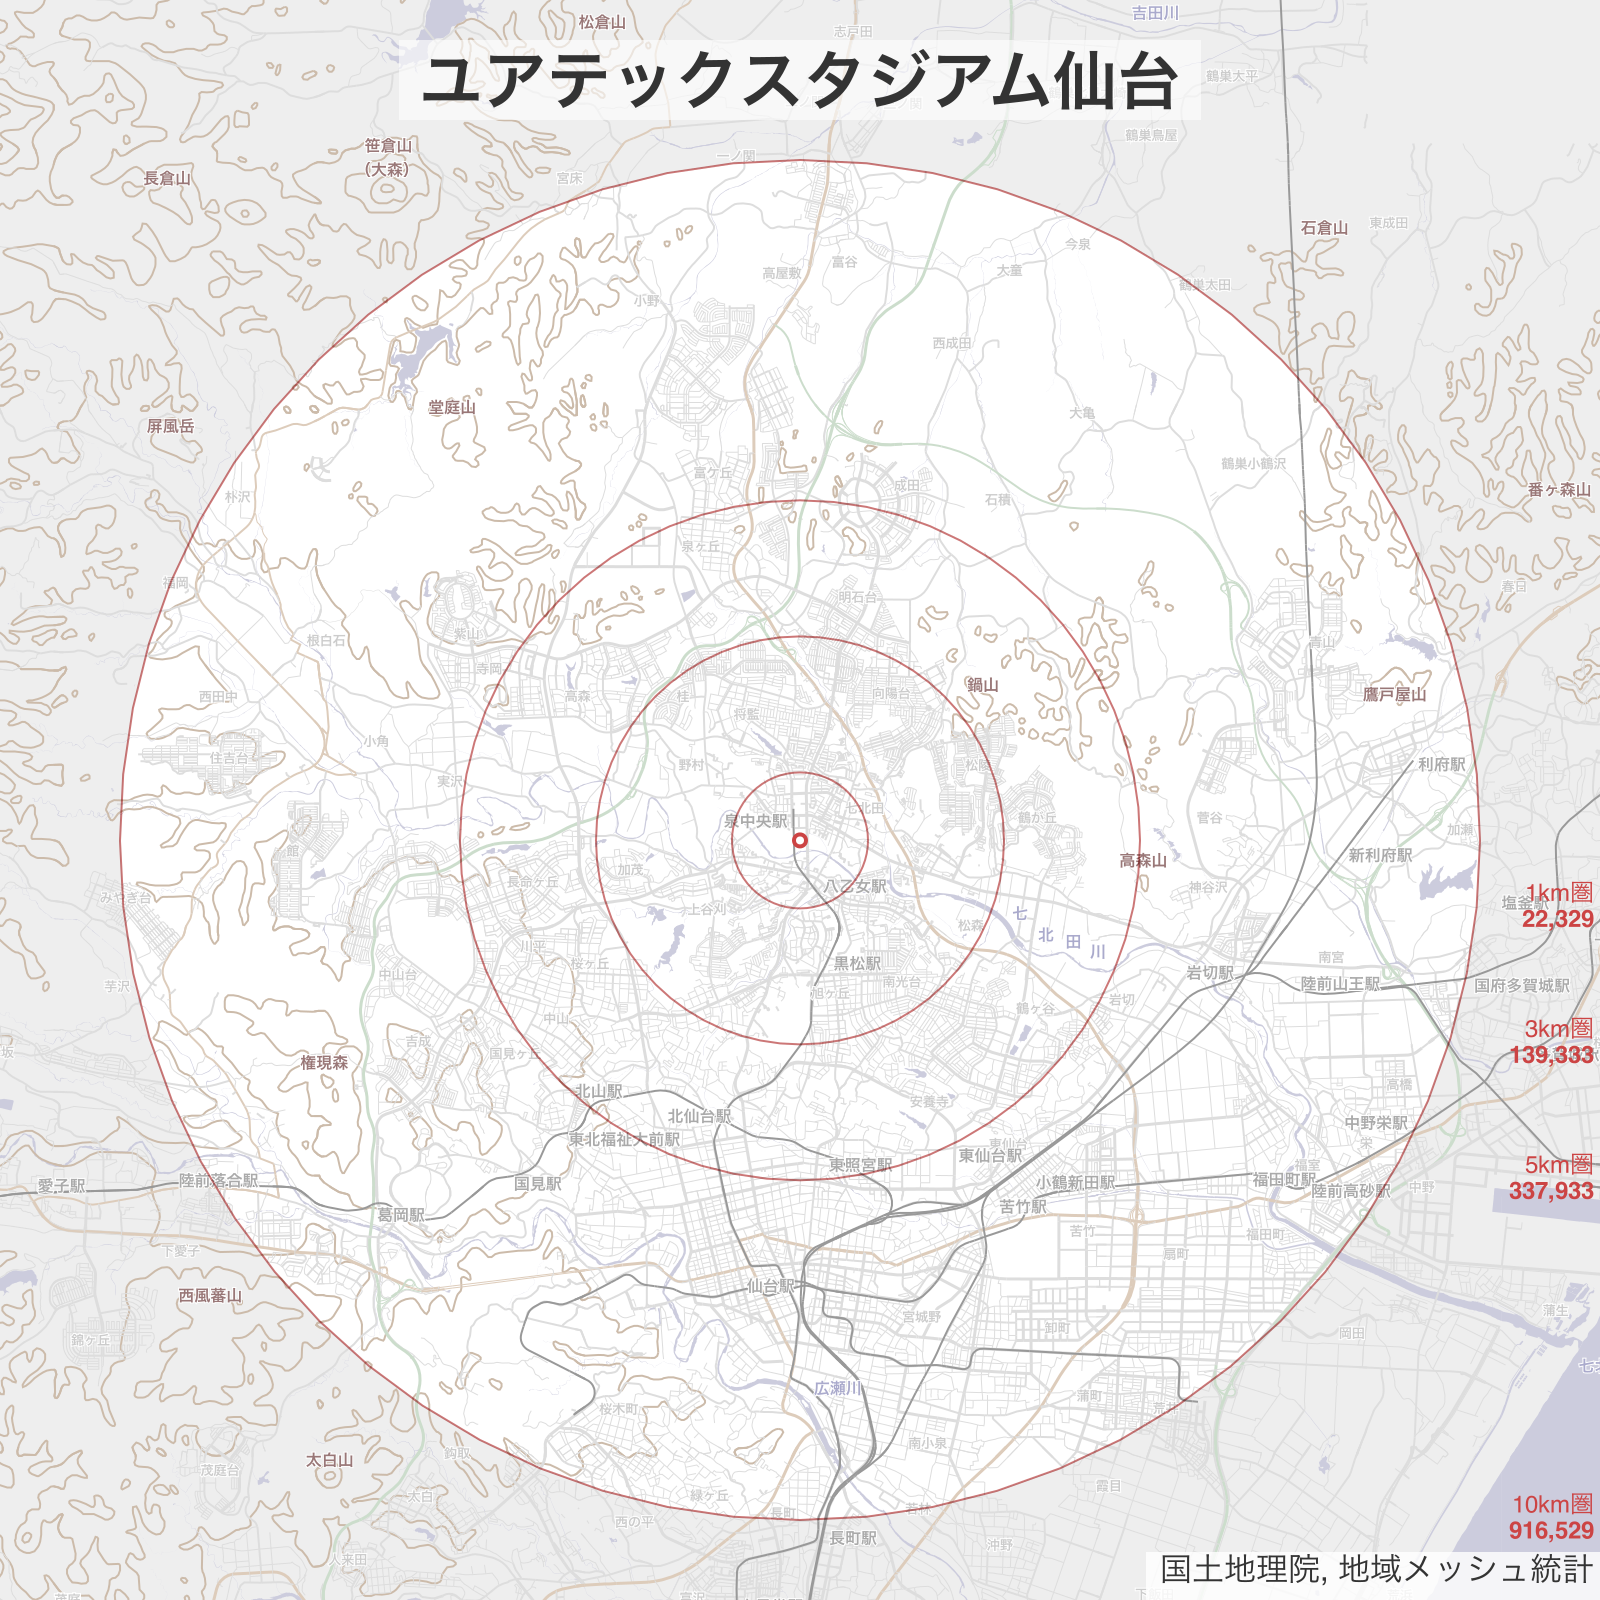 ユアテックスタジアム仙台
松倉山
志戸田
吉田川
鶴巣大平
鶴巣鳥屋
笹倉山
(大森)
長倉山
宮床
一ノ関
石倉山
東成田
今泉
富谷
高屋敷
大童
鶴巣太田
小野
西成田
堂庭山
大亀
屏風岳
鶴巣小鶴沢
富ケ丘
成田
石積
番ヶ森山
朴沢
泉ヶ丘
福岡
明石台
春日
紫山
根白石
青山
寺岡
高森
桂
向陽台
鍋山
鷹戸屋山
西田中
将監
小角
住吉台
実沢
野村
松陵
利府駅
泉中央駅
七北田
鶴が丘
菅谷
加瀬
館
高森山
新利府駅
加茂
長命ヶ丘
八乙女駅
神谷沢
みやぎ台
上谷刈
塩釜駅
1km圏
22,329
七北田川
松森
川平
桜ヶ丘
黒松駅
中山台
南光台
岩切駅
南宮
陸前山王駅
国府多賀城駅
芋沢
旭ヶ丘
岩切
鶴ヶ谷
中山
吉成
国見ヶ丘
3km圏
139,333
権現森
北山駅
安養寺
高橋
北仙台駅
中野栄駅
東北福祉大前駅
東仙台
東仙台駅
栄
東照宮駅
福室
5km圏
337,933
愛子駅
陸前落合駅
国見駅
小鶴新田駅
福田町駅
陸前高砂駅
中野
葛岡駅
苦竹駅
苦竹
福田町
下愛子
扇町
西風蕃山
仙台駅
宮城野
卸町
蒲生
岡田
錦ヶ丘
広瀬川
蒲町
荒井
桜木町
南小泉
太白山
鈎取
茂庭台
霞目
太白
緑ヶ丘
長町
若林
西の平
長町駅
沖野
10km圏
916,529
人来田
国土地理院, 地域メッシュ統計
茂庭
富沢